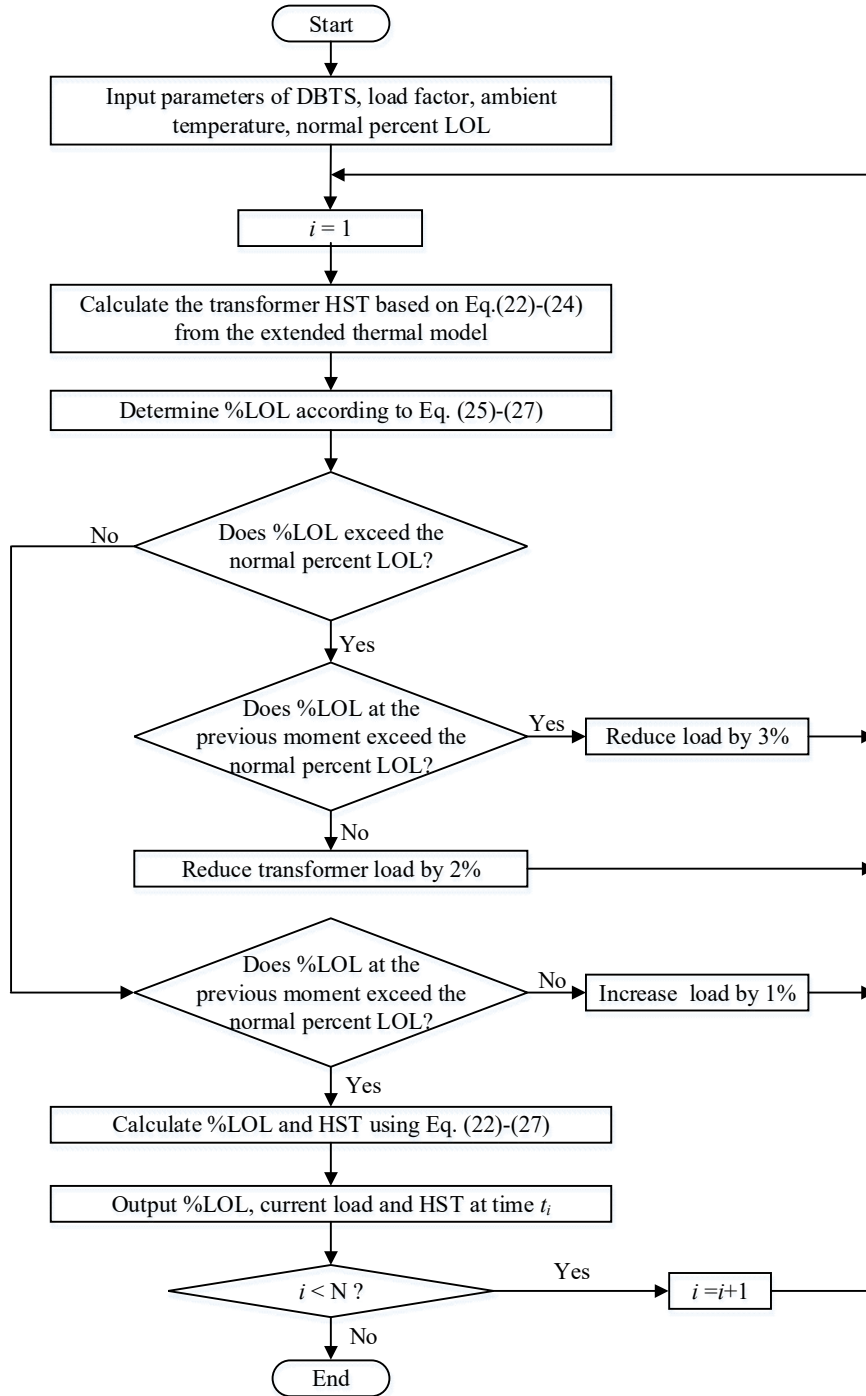 Start
Input parameters of DBTS, load factor, ambient
temperature, normal percent LOL
i = 1
Calculate the transformer HST based on Eq.(22)-(24)
from the extended thermal model
Determine %LOL according to Eq. (25)-(27)
No
Does %LOL exceed the
normal percent LOL?
Yes
Does %LOL at the
previous moment exceed the
normal percent LOL?
Yes
Reduce load by 3%
No
Reduce transformer load by 2%
Does %LOL at the
previous moment exceed the
normal percent LOL?
No
Increase load by 1%
Yes
Calculate %LOL and HST using Eq. (22)-(27)
Output %LOL, current load and HST at time ti
i < N ?
Yes
i =i+1
No
End